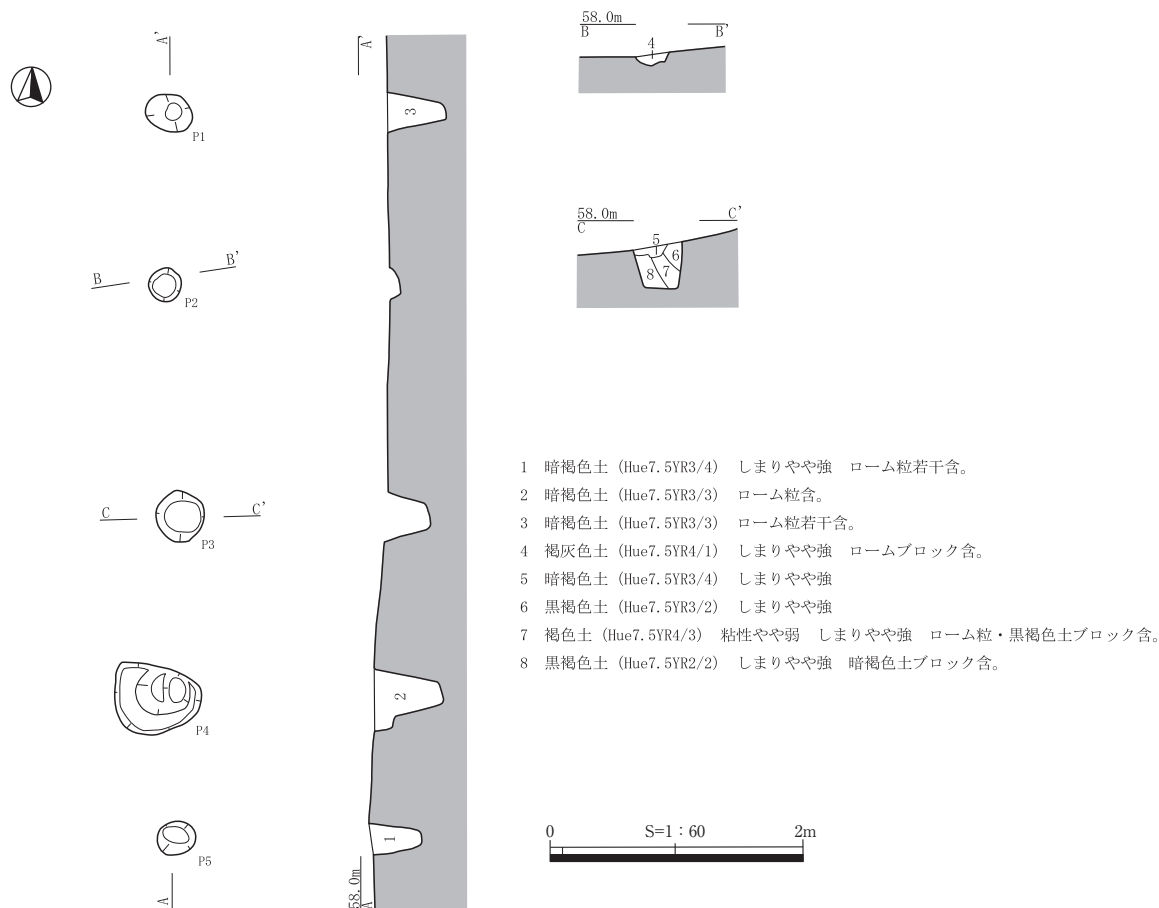 A'
A'
P1
B
B'
P2
C
C'
P3
P4
P5
A
3
2
1
58.0m
A
58.0m
B
B'
4
58.0m
C
C'
5
6
7
8
1 暗褐色土 (Hue7.5YR3/4) しまりやや強 ローム粒若干含。
2 暗褐色土 (Hue7.5YR3/3) ローム粒含。
3 暗褐色土 (Hue7.5YR3/3) ローム粒若干含。
4 褐灰色土 (Hue7.5YR4/1) しまりやや強 ロームブロック含。
5 暗褐色土 (Hue7.5YR3/4) しまりやや強
6 黒褐色土 (Hue7.5YR3/2) しまりやや強
7 褐色土 (Hue7.5YR4/3) 粘性やや弱 しまりやや強 ローム粒・黒褐色土ブロック含。
8 黒褐色土 (Hue7.5YR2/2) しまりやや強 暗褐色土ブロック含。
0 S=1：60 2m